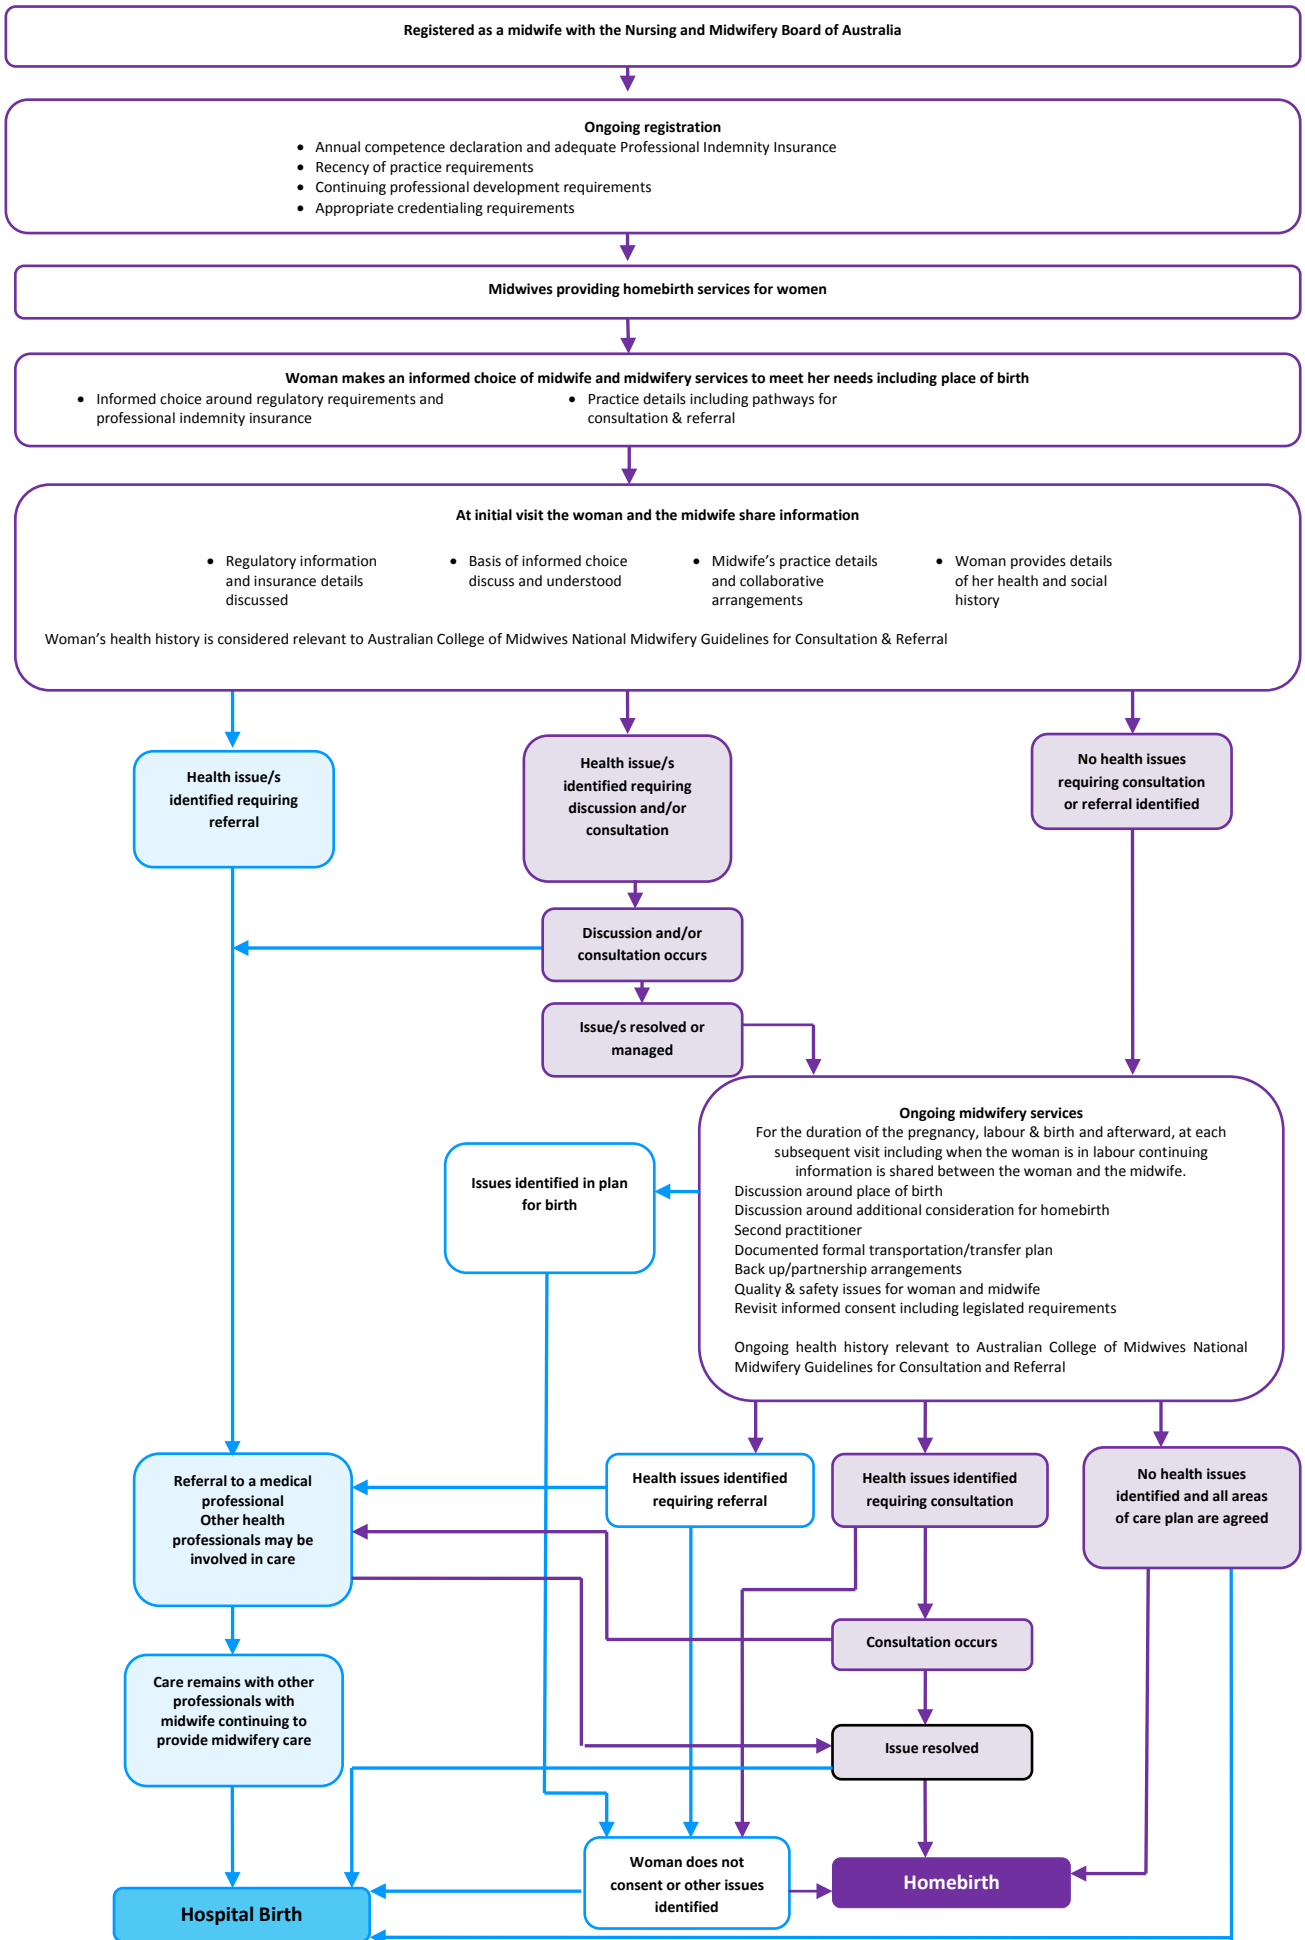 Registered as a midwife with the Nursing and Midwifery Board of Australia
Ongoing registration
• Annual competence declaration and adequate Professional Indemnity Insurance
• Recency of practice requirements
• Continuing professional development requirements
• Appropriate credentialing requirements
Midwives providing homebirth services for women
Woman makes an informed choice of midwife and midwifery services to meet her needs including place of birth
• Informed choice around regulatory requirements and
professional indemnity insurance
• Practice details including pathways for
consultation & referral
At initial visit the woman and the midwife share information
• Regulatory information
and insurance details
discussed
• Basis of informed choice
discuss and understood
• Midwife’s practice details
and collaborative
arrangements
• Woman provides details
of her health and social
history
Woman’s health history is considered relevant to Australian College of Midwives National Midwifery Guidelines for Consultation & Referral
Health issue/s
identified requiring
referral
Health issue/s
identified requiring
discussion and/or
consultation
No health issues
requiring consultation
or referral identified
Discussion and/or
consultation occurs
Issue/s resolved or
managed
Ongoing midwifery services
For the duration of the pregnancy, labour & birth and afterward, at each
subsequent visit including when the woman is in labour continuing
information is shared between the woman and the midwife.
Discussion around place of birth
Discussion around additional consideration for homebirth
Second practitioner
Documented formal transportation/transfer plan
Back up/partnership arrangements
Quality & safety issues for woman and midwife
Revisit informed consent including legislated requirements
Ongoing health history relevant to Australian College of Midwives National
Midwifery Guidelines for Consultation and Referral
Issues identified in plan
for birth
Referral to a medical
professional
Other health
professionals may be
involved in care
Health issues identified
requiring referral
Health issues identified
requiring consultation
No health issues
identified and all areas
of care plan are agreed
Consultation occurs
Care remains with other
professionals with
midwife continuing to
provide midwifery care
Issue resolved
Woman does not
consent or other issues
identified
Homebirth
Hospital Birth